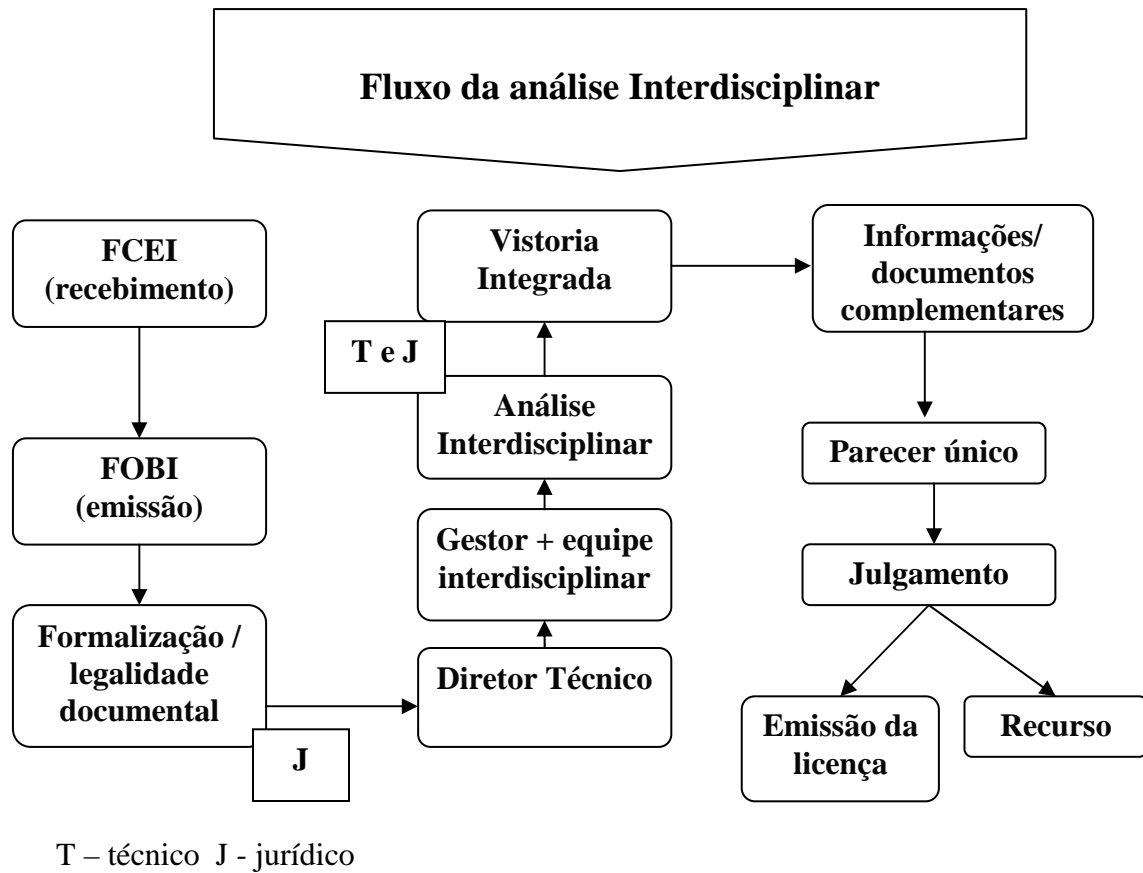 Fluxo da análise Interdisciplinar
FCEI
(recebimento)
FOBI
(emissão)
Formalização /
legalidade
documental
J
Diretor Técnico
Gestor + equipe
interdisciplinar
Análise
Interdisciplinar
T e J
Vistoria
Integrada
Informações/
documentos
complementares
Parecer único
Julgamento
Emissão da
licença
Recurso
T – técnico J - jurídico